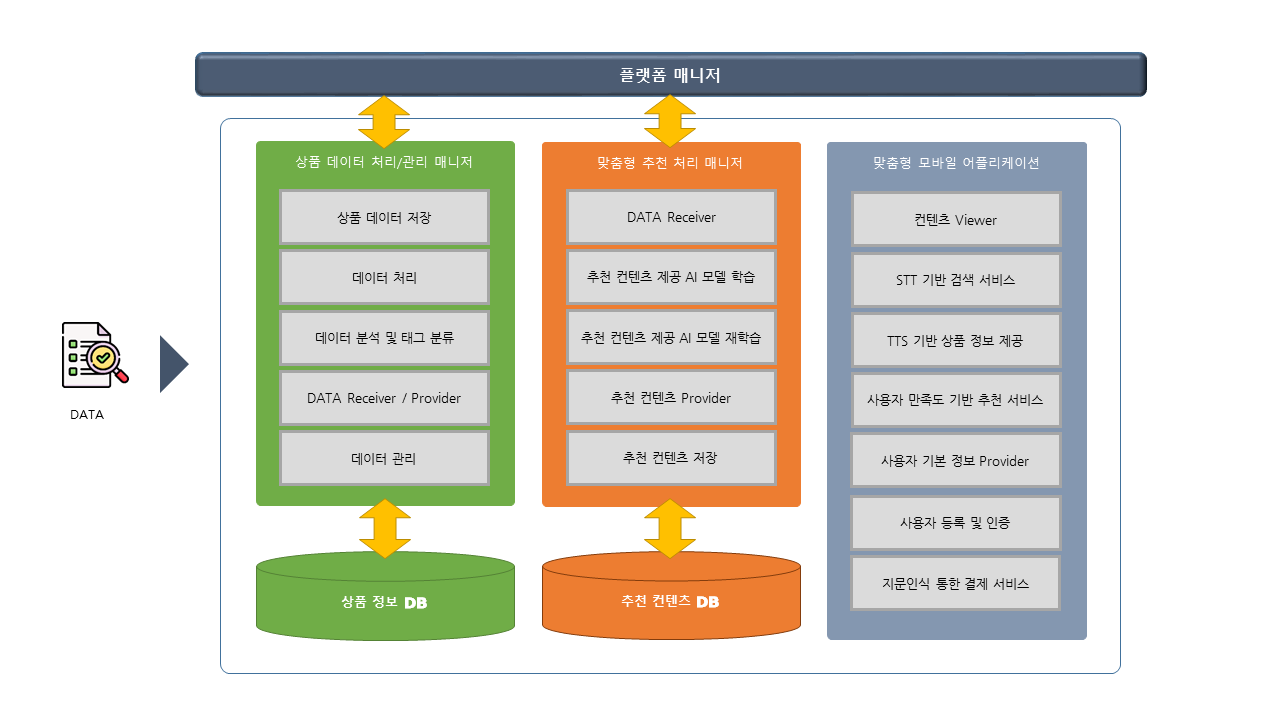 플랫폼 매니저
상품 데이터 처리/관리 매니저
상품 데이터 저장
데이터 처리
데이터 분석 및 태그 분류
DATA Receiver / Provider
데이터 관리
상품 정보 DB
맞춤형 추천 처리 매니저
DATA Receiver
추천 컨텐츠 제공 AI 모델 학습
추천 컨텐츠 제공 AI 모델 재학습
추천 컨텐츠 Provider
추천 컨텐츠 저장
추천 컨텐츠 DB
맞춤형 모바일 어플리케이션
컨텐츠 Viewer
STT 기반 검색 서비스
TTS 기반 상품 정보 제공
사용자 만족도 기반 추천 서비스
사용자 기본 정보 Provider
사용자 등록 및 인증
지문인식 통한 결제 서비스
DATA